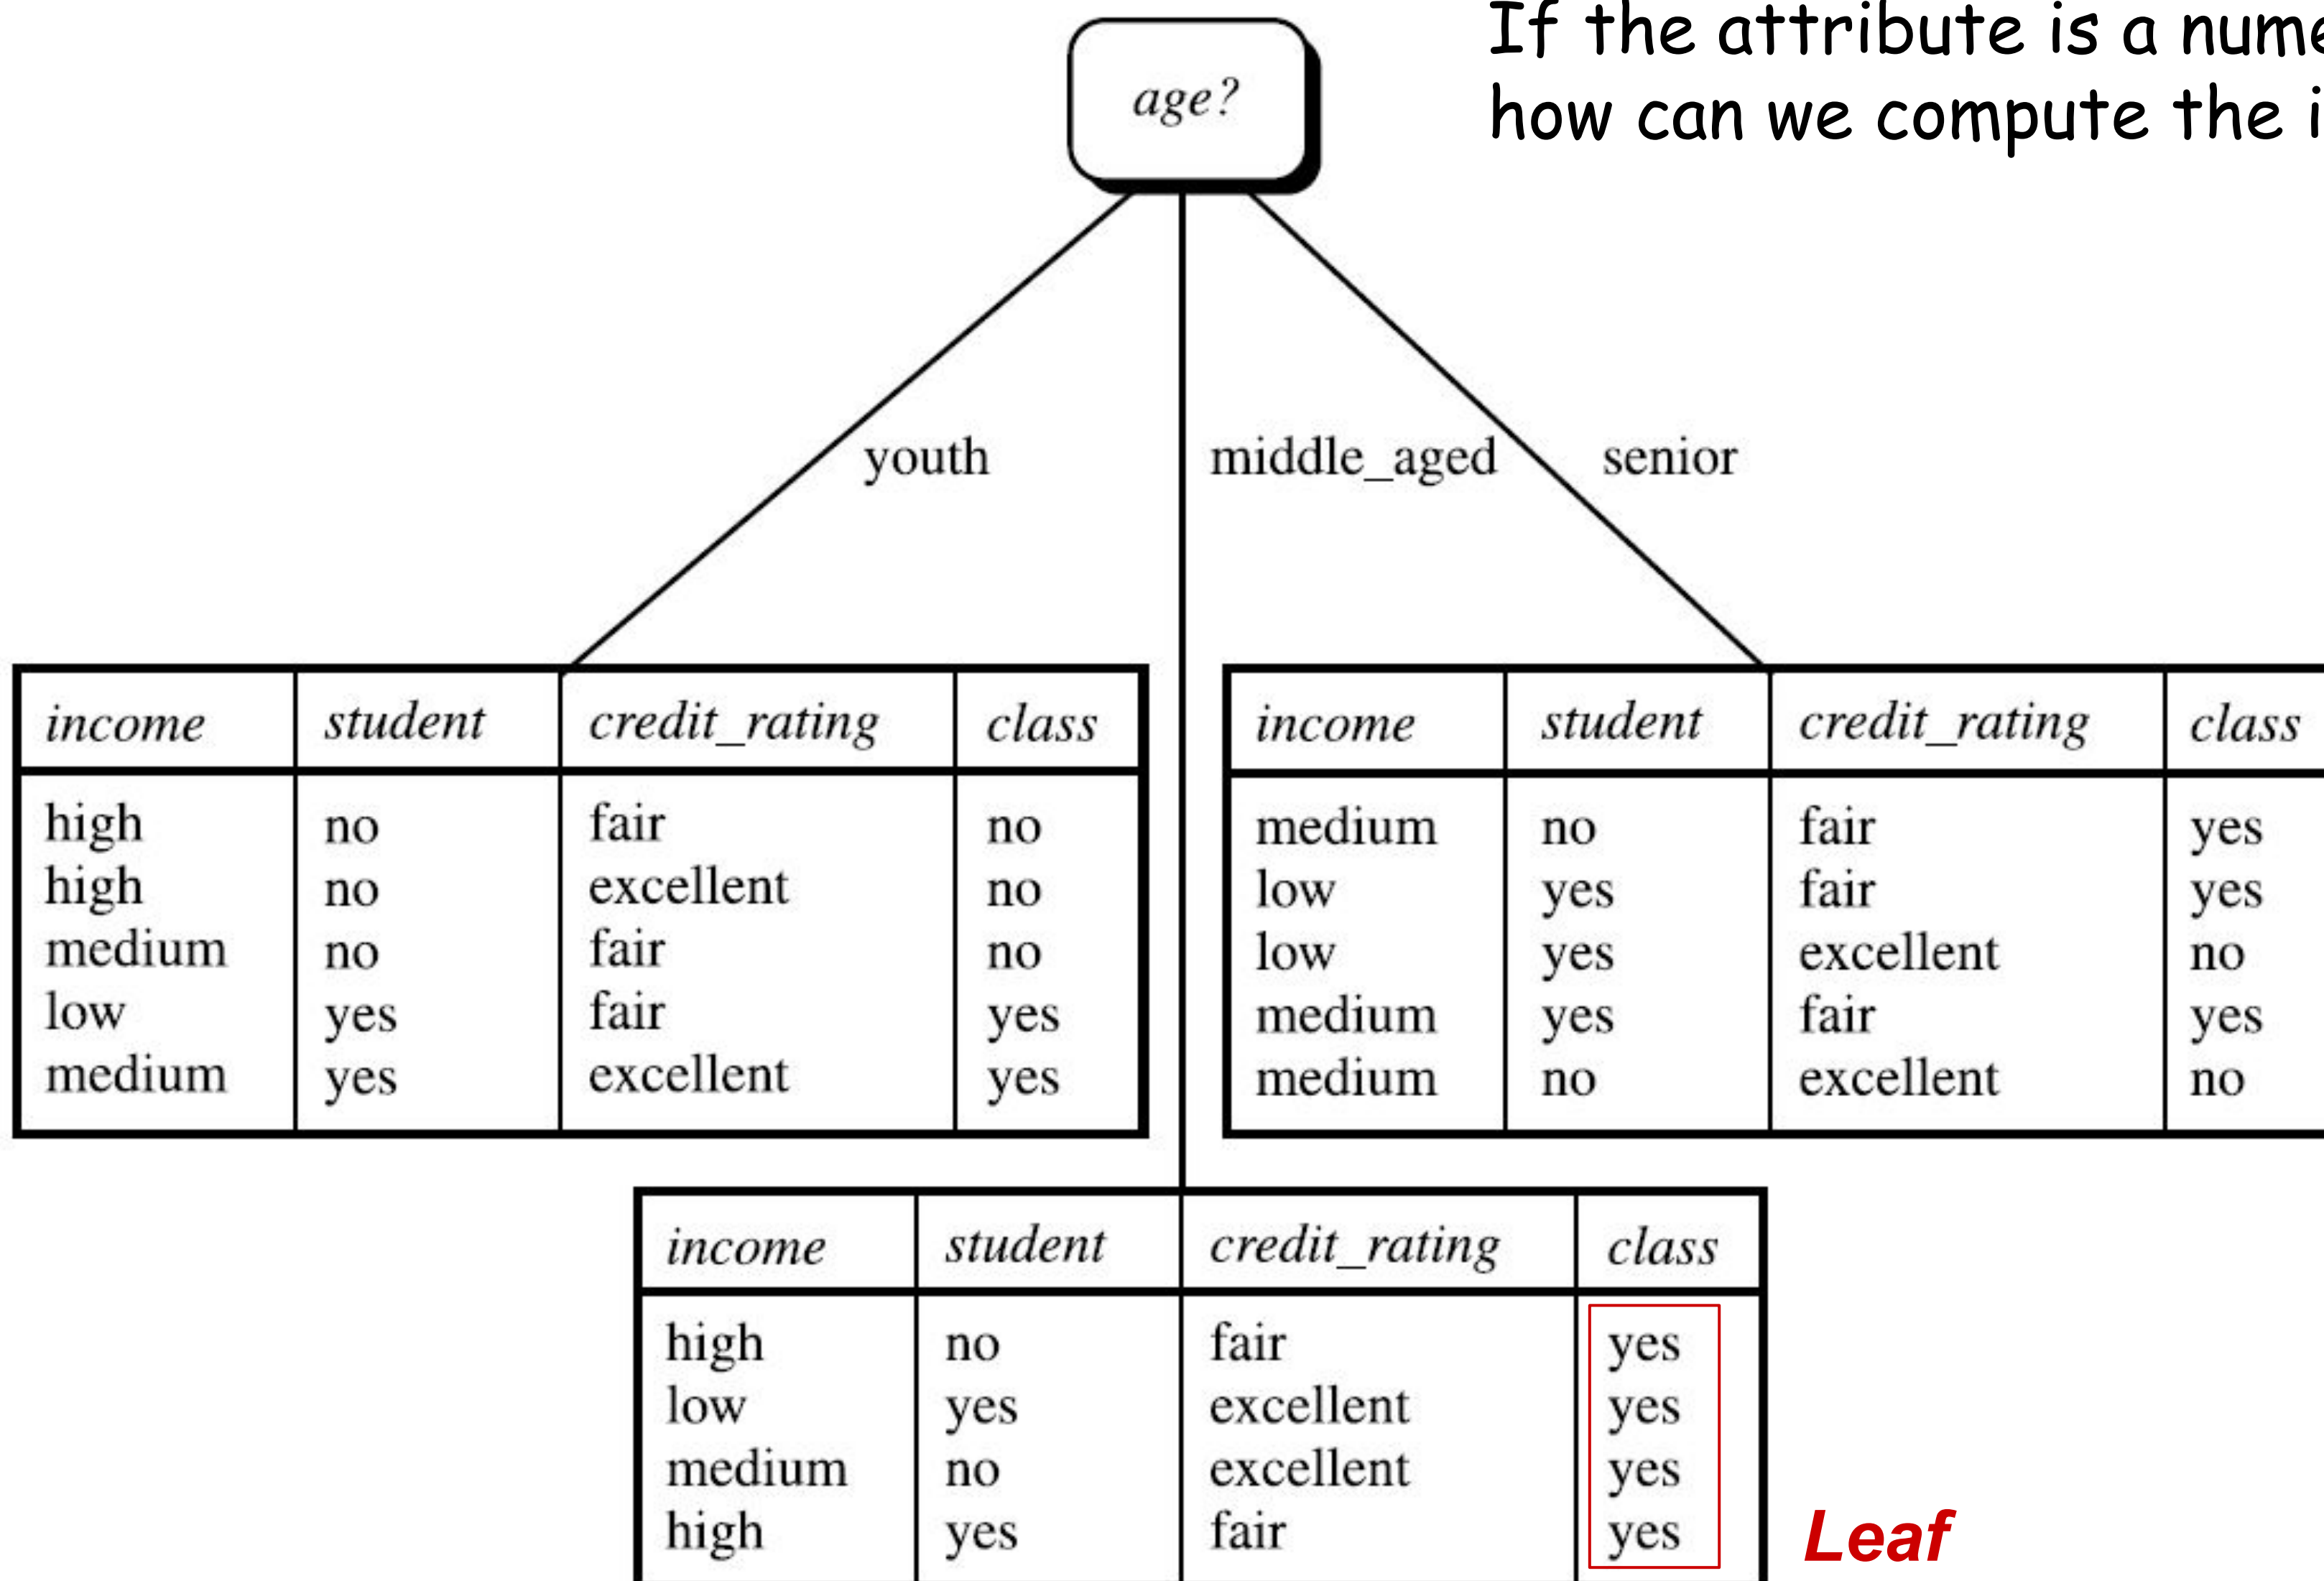 If the attribute is a nume
how can we compute the i
age?
youth middle_aged senior
income student credit_rating class
high no fair no
high no excellent no
medium no fair no
low yes fair yes
medium yes excellent yes
income student credit_rating class
medium no fair yes
low yes fair yes
low yes excellent no
medium yes fair yes
medium no excellent no
income student credit_rating class
high no fair yes
low yes excellent yes
medium no excellent yes
high yes fair yes
Leaf